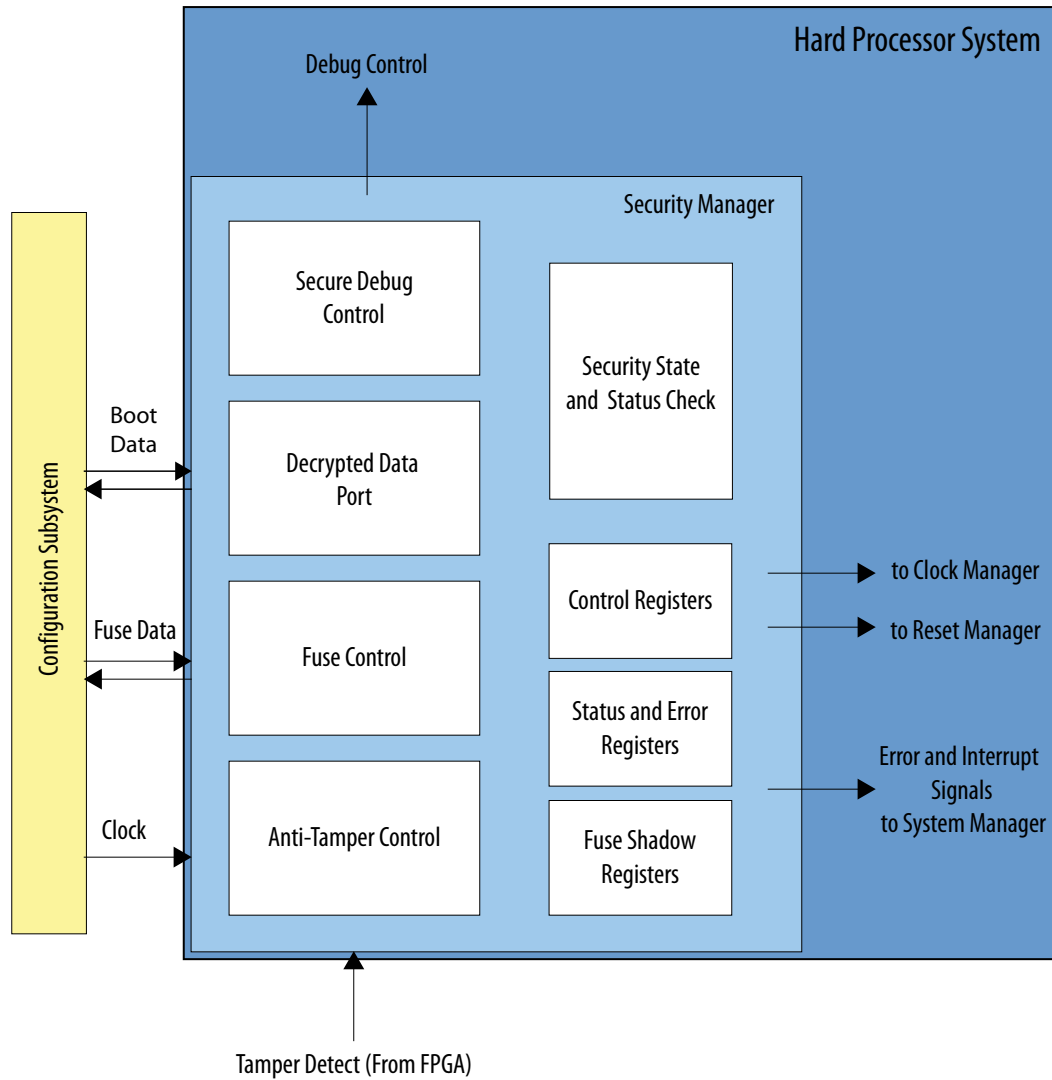 Hard Processor System
Debug Control
Security Manager
Secure Debug
Control
Security State
and Status Check
Boot
Data
Decrypted Data
Port
Configuration Subsystem
Control Registers
to Clock Manager
to Reset Manager
Fuse Data
Fuse Control
Status and Error
Registers
Error and Interrupt
Signals
to System Manager
Clock
Anti-Tamper Control
Fuse Shadow
Registers
Tamper Detect (From FPGA)